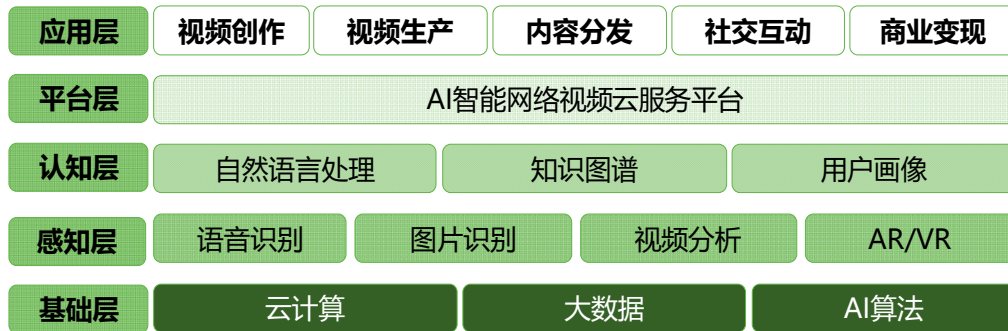 应用层 视频创作 视频生产 内容分发 社交互动 商业变现
平台层 AI智能网络视频云服务平台
认知层 自然语言处理 知识图谱 用户画像
感知层 语音识别 图片识别 视频分析 AR/VR
基础层 云计算 大数据 AI算法